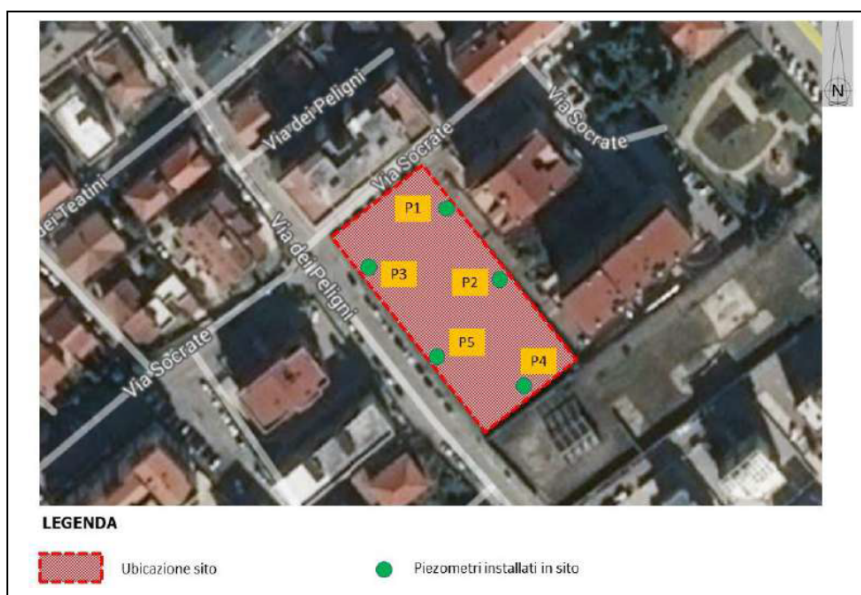 N
Via dei Peligni
Via Socrate
Via Socrate
dei Teatini
Via dei Peligni
Via Socrate
P1
P3
P2
P5
P4
LEGENDA
Ubicazione sito
Piezometri installati in sito